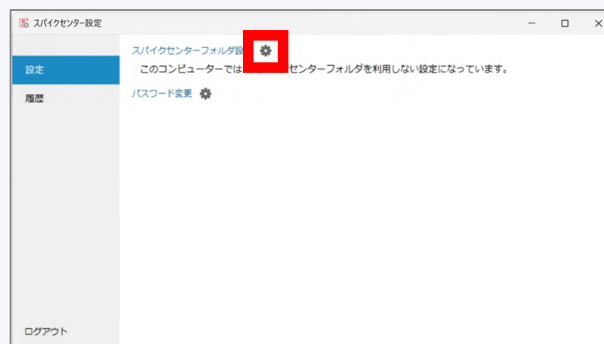 スパイクセンター設定
スパイクセンターフォルダ設
設定
このコンピューターでは センターフォルダを利用しない設定になっています。
履歴
パスワード変更
ログアウト